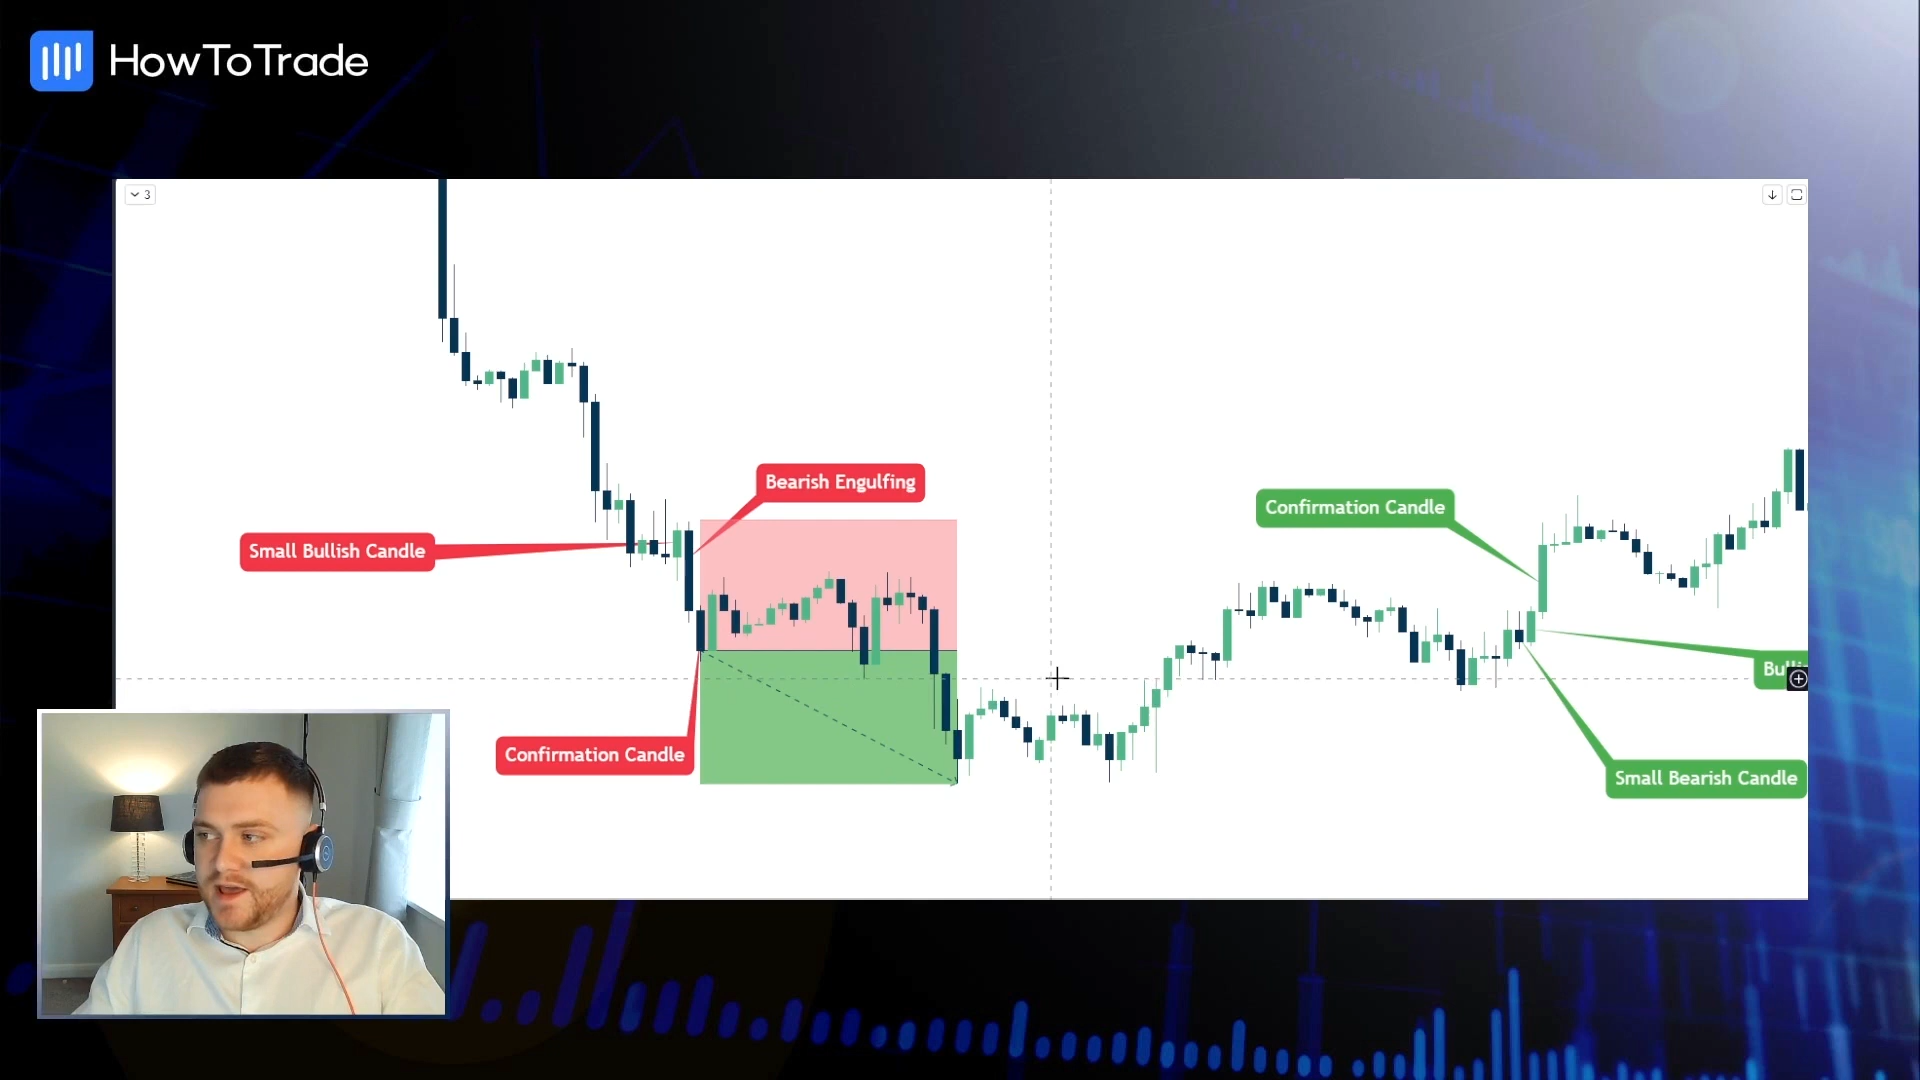 HowToTrade
3
Bearish Engulfing
Confirmation Candle
Small Bullish Candle
Confirmation Candle
Small Bearish Candle